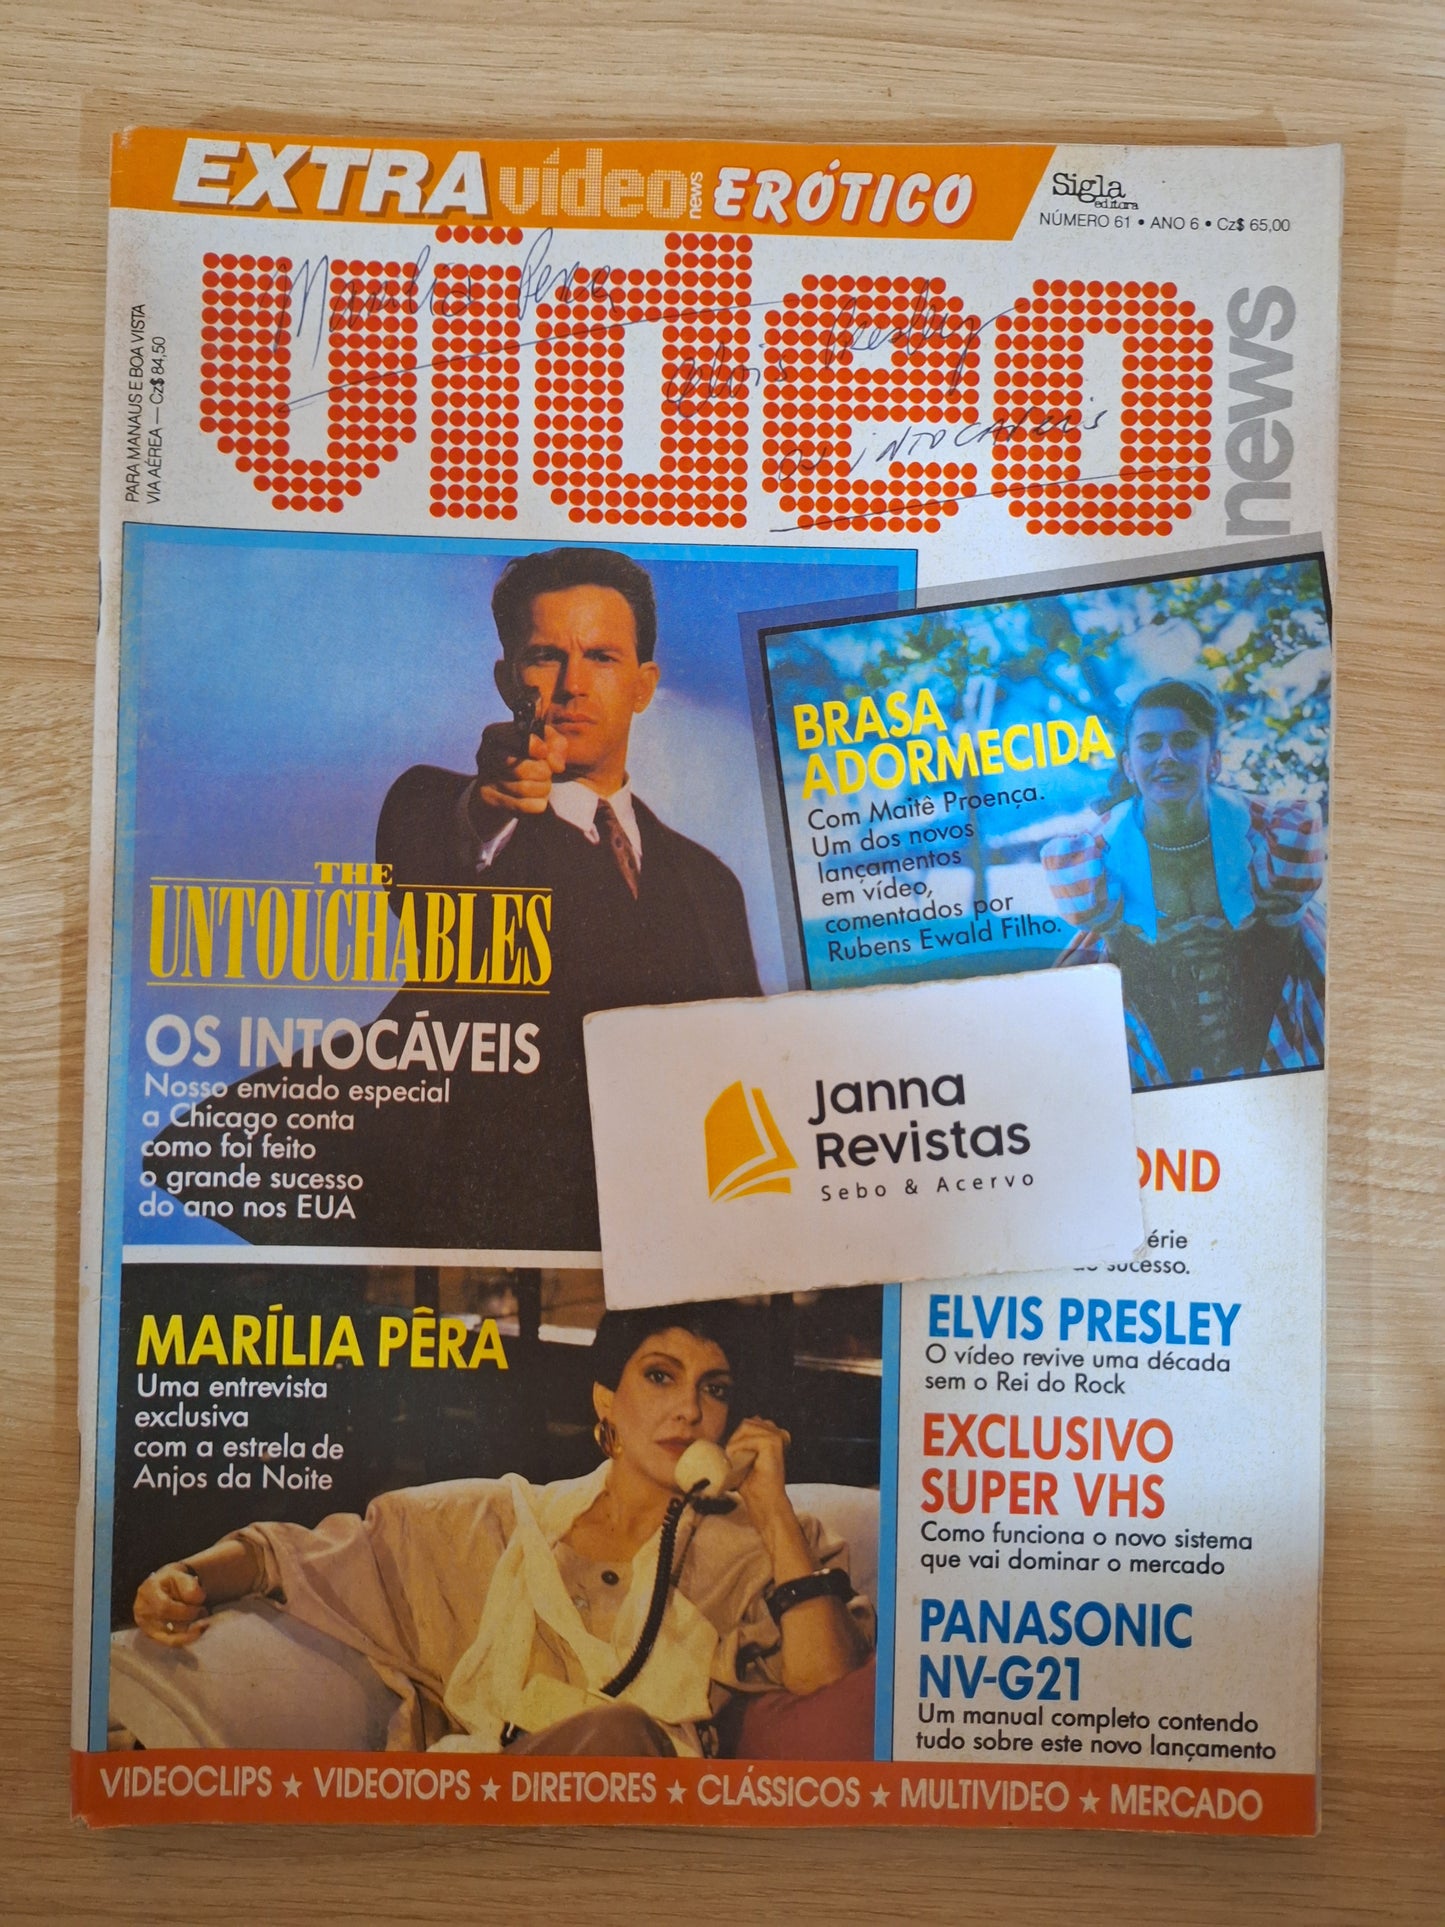 EXTRA vídeo news ERÓTICO
Sigla
editora
NÚMERO 61 • ANO 6 • Cz$ 65,00
PARA MANAUS E BOA VISTA
VIA AÉREA — Cz$ 84,50
vídeo
news
Marilia Pera
Elvis Presley
OU INTOCAVEIS
THE
UNTOUCHABLES
OS INTOCÁVEIS
Nosso enviado especial
a Chicago conta
como foi feito
o grande sucesso
do ano nos EUA
BRASA
ADORMECIDA
Com Maitê Proença.
Um dos novos
lançamentos
em vídeo,
comentados por
Rubens Ewald Filho.
Janna
Revistas
Sebo & Acervo
OND
érie
sucesso.
MARÍLIA PÊRA
Uma entrevista
exclusiva
com a estrela de
Anjos da Noite
ELVIS PRESLEY
O vídeo revive uma década
sem o Rei do Rock
EXCLUSIVO
SUPER VHS
Como funciona o novo sistema
que vai dominar o mercado
PANASONIC
NV-G21
Um manual completo contendo
tudo sobre este novo lançamento
VIDEOCLIPS ★ VIDEOTOPS ★ DIRETORES ★ CLÁSSICOS ★ MULTIVIDEO ★ MERCADO